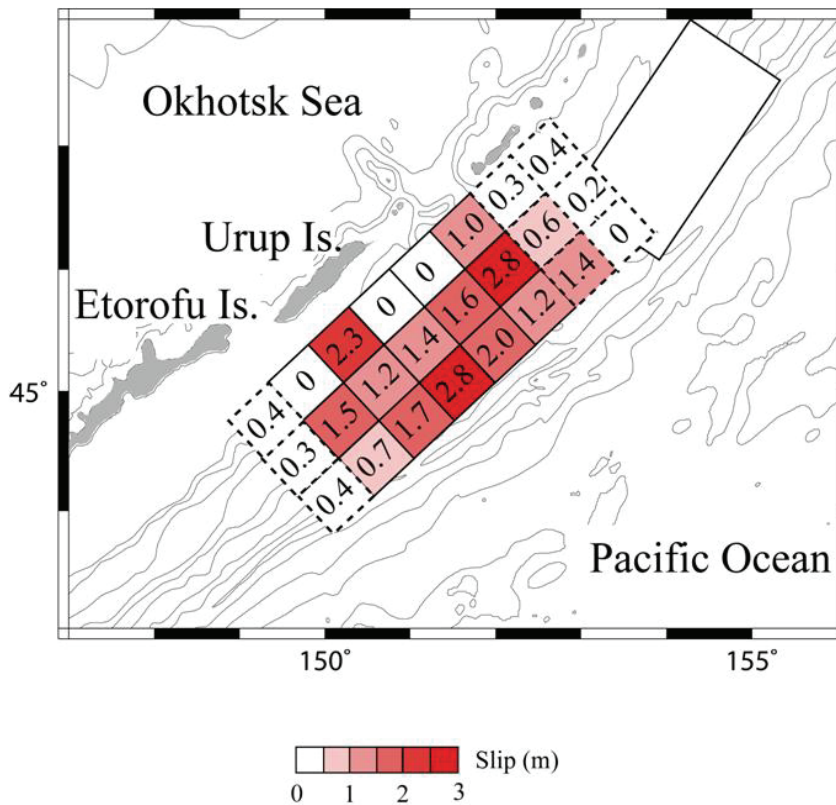 Okhotsk Sea
Urup Is.
Etorofu Is.
Pacific Ocean
45°
150°
155°
0.4 0 2.3 0 0 1.0 0.3 0.4
0.3 1.5 1.2 1.4 1.6 2.8 0.6 0.2
0.4 0.7 1.7 2.8 2.0 1.2 1.4 0
Slip (m)
0 1 2 3